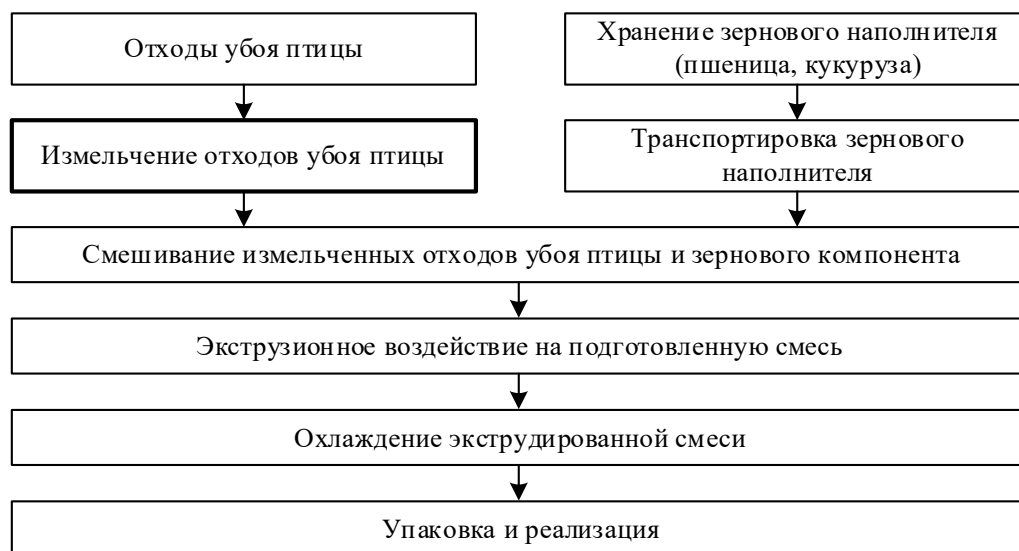 Отходы убоя птицы
Хранение зернового наполнителя
(пшеница, кукуруза)
Измельчение отходов убоя птицы
Транспортировка зернового
наполнителя
Смешивание измельченных отходов убоя птицы и зернового компонента
Экструзионное воздействие на подготовленную смесь
Охлаждение экструдированной смеси
Упаковка и реализация